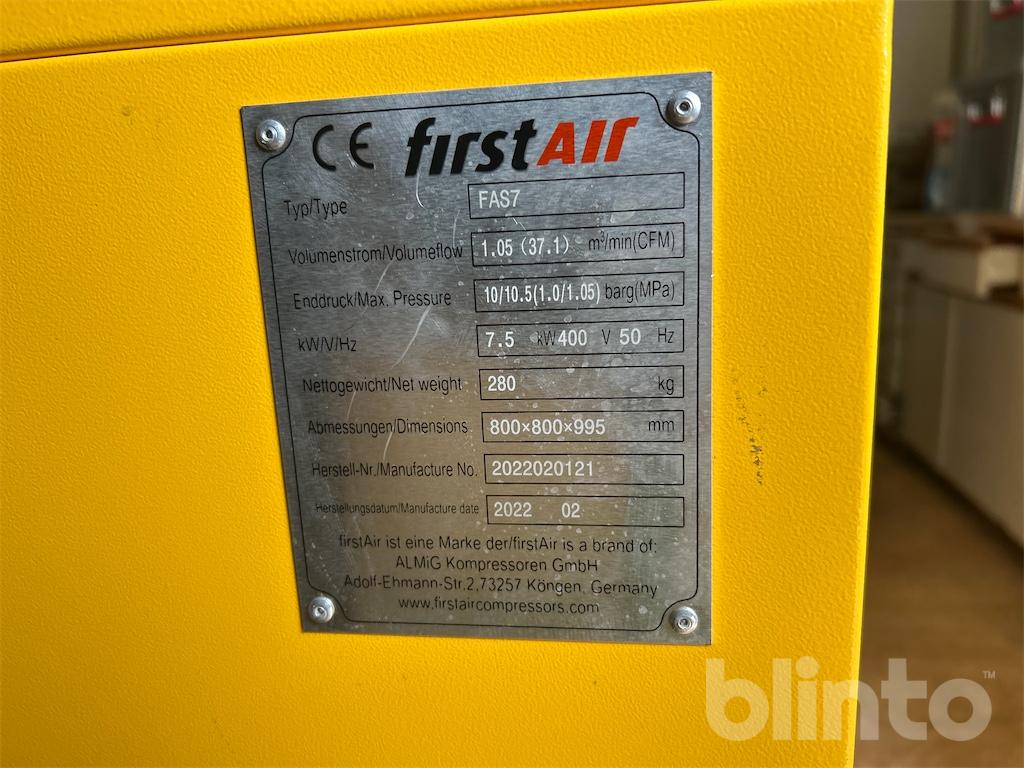 CE firstAIr
Typ/Type FAS7
Volumenstrom/Volumeflow 1.05 (37.1) m³/min(CFM)
Enddruck/Max. Pressure 10/10.5(1.0/1.05) barg(MPa)
kW/V/Hz 7.5 kW 400 V 50 Hz
Nettogewicht/Net weight 280 kg
Abmessungen/Dimensions 800×800×995 mm
Herstell-Nr./Manufacture No. 2022020121
Herstellungsdatum/Manufacture date 2022 02
firstAir ist eine Marke der/firstAir is a brand of:
ALMiG Kompressoren GmbH
Adolf-Ehmann-Str.2,73257 Köngen, Germany
www.firstaircompressors.com
blinto™